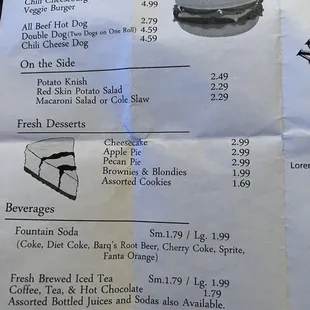 Chili Cheeseburger
Veggie Burger 4.99
All Beef Hot Dog 2.79
Double Dog (Two Dogs on One Roll) 4.59
Chili Cheese Dog 4.59
On the Side
Potato Knish 2.49
Red Skin Potato Salad 2.29
Macaroni Salad or Cole Slaw 2.29
Fresh Desserts
Cheesecake 2.99
Apple Pie 2.99
Pecan Pie 2.99
Brownies & Blondies 1.99
Assorted Cookies 1.69
Beverages
Fountain Soda Sm.1.79 / Lg. 1.99
(Coke, Diet Coke, Barq's Root Beer, Cherry Coke, Sprite,
Fanta Orange)
Fresh Brewed Iced Tea Sm.1.79 / Lg. 1.99
Coffee, Tea, & Hot Chocolate 1.79
Assorted Bottled Juices and Sodas also Available.